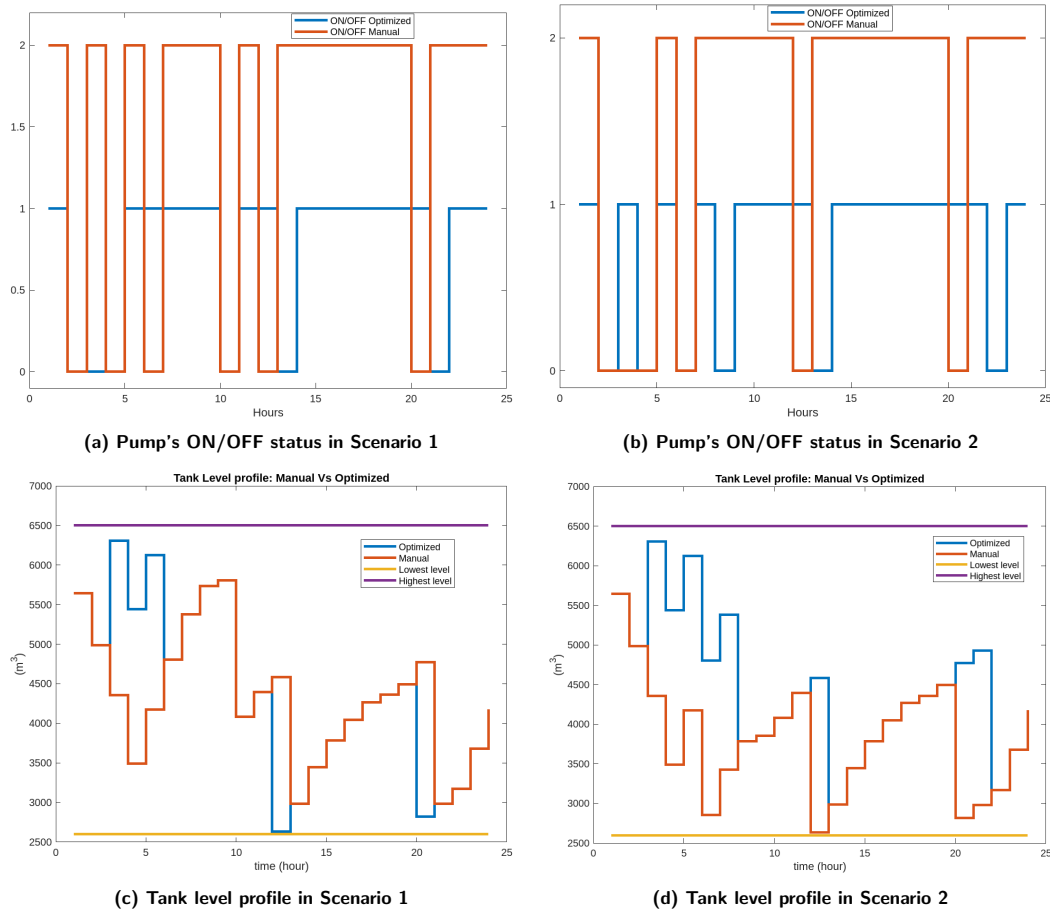 ON/OFF Optimized
ON/OFF Manual
2
1.5
1
0.5
0
0 5 10 15 20 25
Hours
(a) Pump's ON/OFF status in Scenario 1
ON/OFF Optimized
ON/OFF Manual
2
1
0
0 5 10 15 20 25
Hours
(b) Pump's ON/OFF status in Scenario 2
Tank Level profile: Manual Vs Optimized
7000
6500
6000
5500
5000
4500
4000
3500
3000
2500
(m³)
Optimized
Manual
Lowest level
Highest level
0 5 10 15 20 25
time (hour)
(c) Tank level profile in Scenario 1
Tank Level profile: Manual Vs Optimized
7000
6500
6000
5500
5000
4500
4000
3500
3000
2500
(m³)
Optimized
Manual
Lowest level
Highest level
0 5 10 15 20 25
time (hour)
(d) Tank level profile in Scenario 2